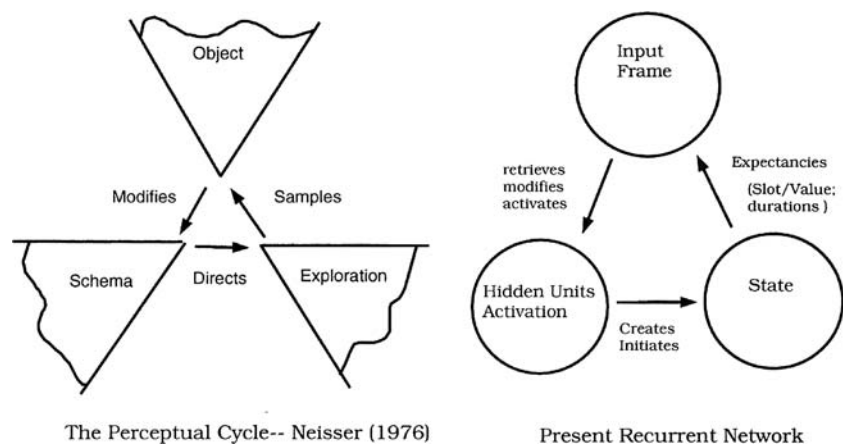 Object
Modifies
Samples
Schema
Directs
Exploration
The Perceptual Cycle-- Neisser (1976)
Input
Frame
retrieves
modifies
activates
Expectancies
(Slot/Value;
durations )
Hidden Units
Activation
Creates
Initiates
State
Present Recurrent Network